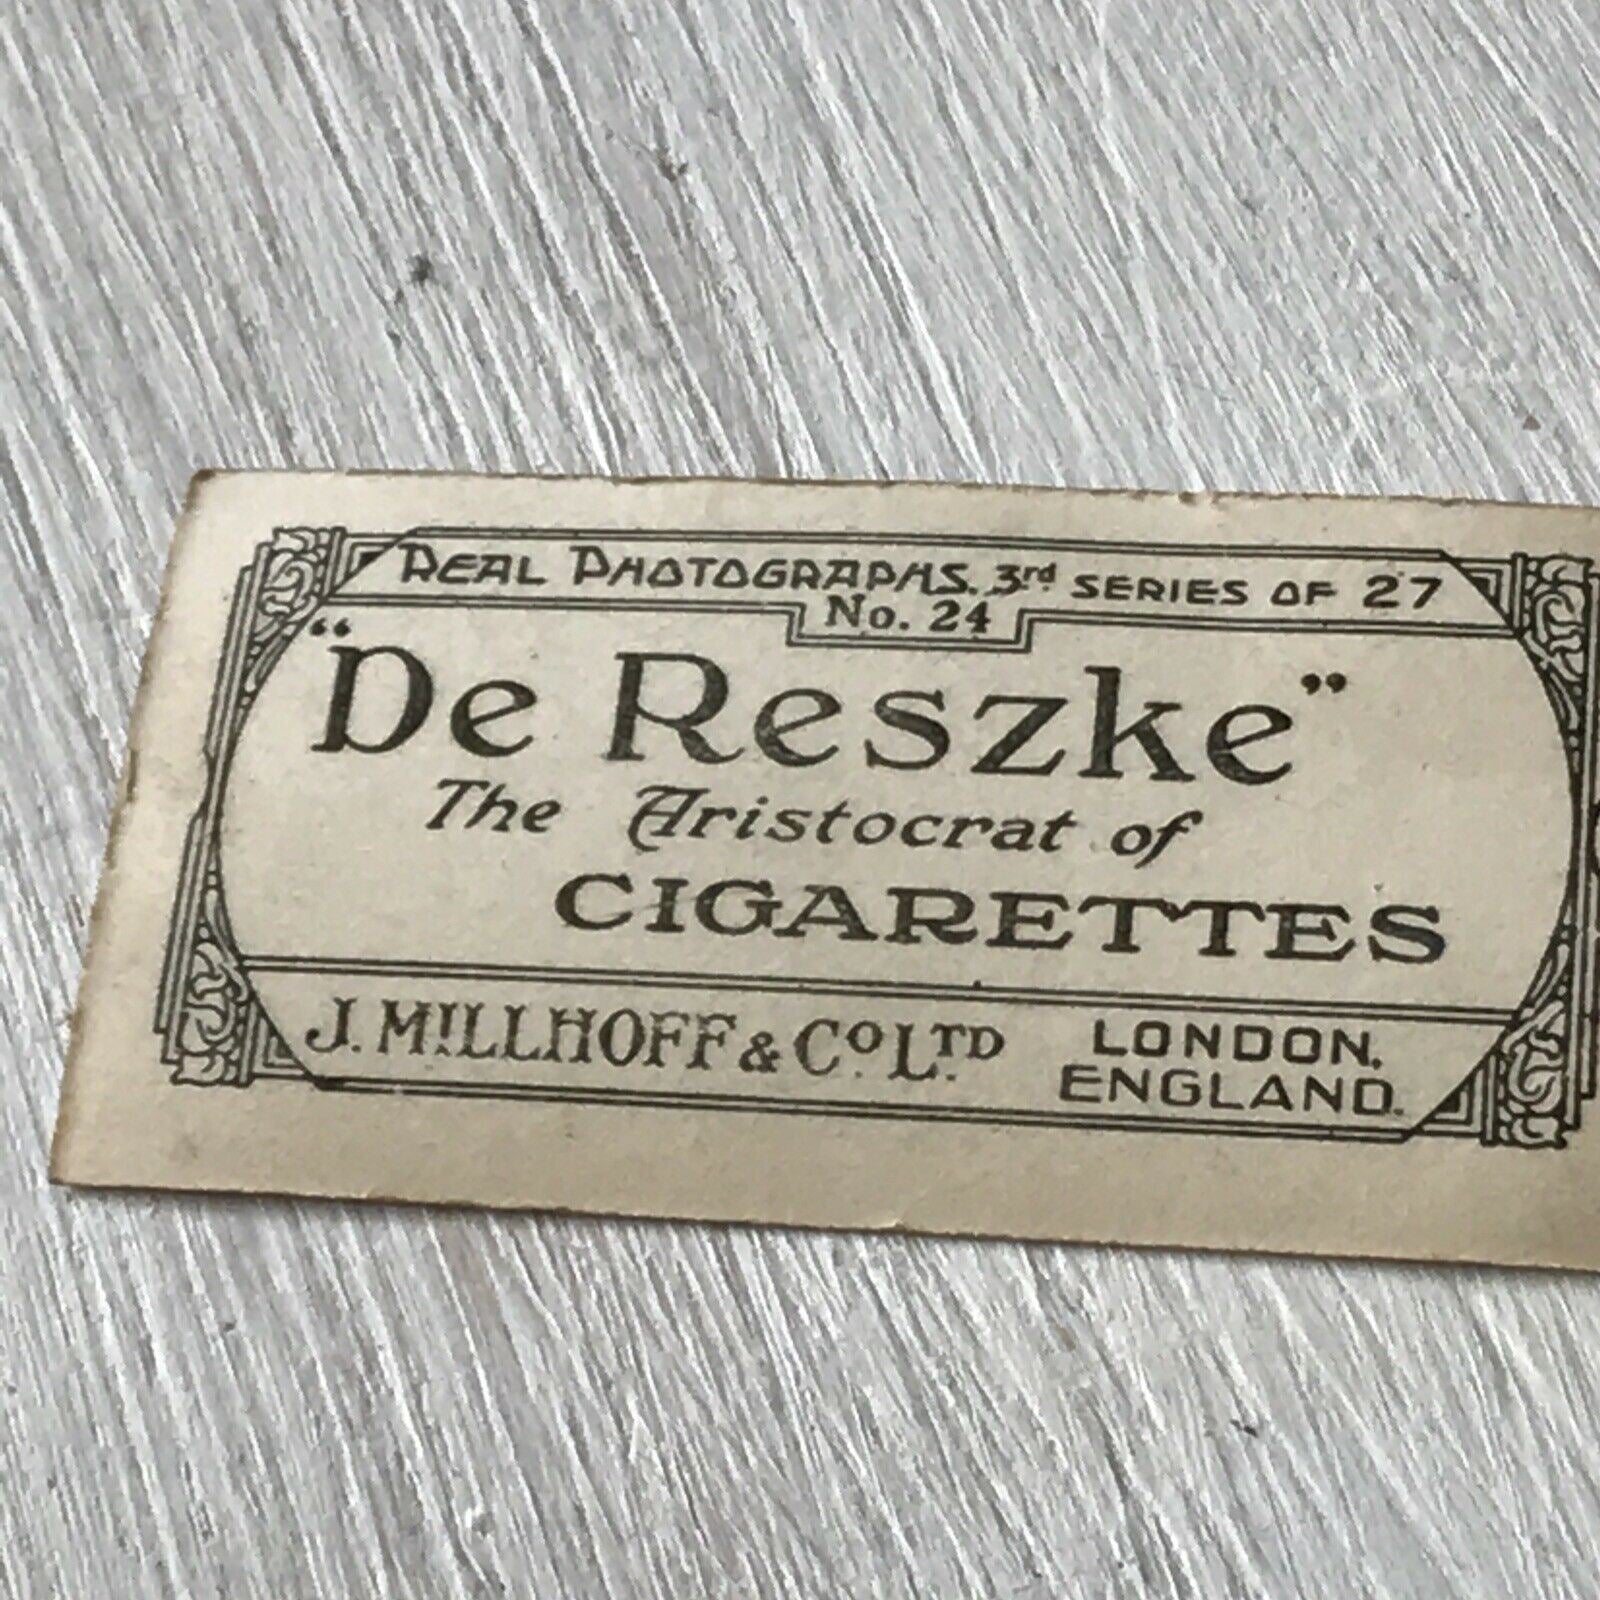 REAL PHOTOGRAPHS. 3rd SERIES OF 27
No. 24
"De Reszke"
The Aristocrat of
CIGARETTES
J. MILLHOFF & Co. LTD
LONDON,
ENGLAND.